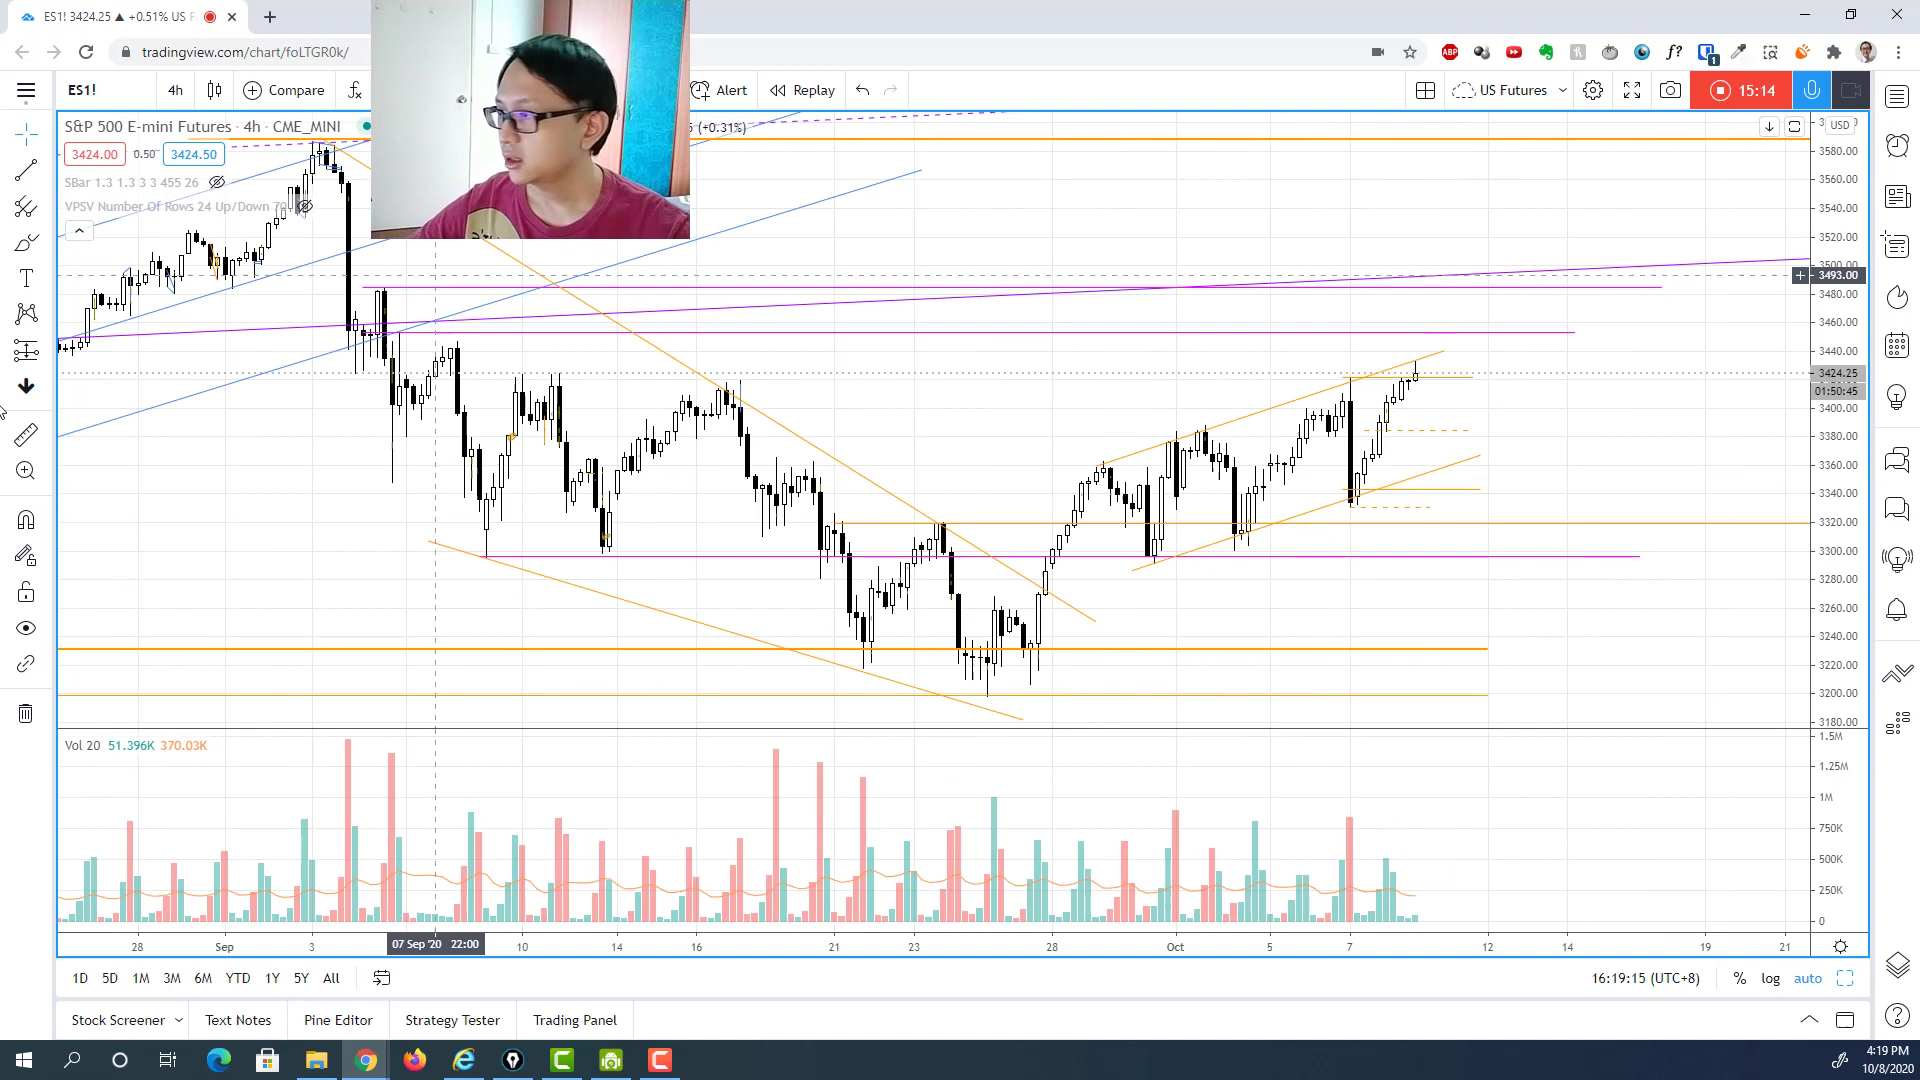 ES1! 3424.25 ▲ +0.51% US F
tradingview.com/chart/foLTGR0k/
ABP
1
ES1!
4h
Compare
Alert
Replay
US Futures
15:14
S&P 500 E-mini Futures · 4h · CME_MINI
5 (+0.31%)
USD
3424.00
0.50
3424.50
SBar 1.3 1.3 3 3 455 26
VPSV Number Of Rows 24 Up/Down 70
3580.00
3560.00
3540.00
3520.00
3500.00
3493.00
3480.00
3460.00
3440.00
3424.25
01:50:45
3400.00
3380.00
3360.00
3340.00
3320.00
3300.00
3280.00
3260.00
3240.00
3220.00
3200.00
3180.00
Vol 20 51.396K 370.03K
1.5M
1.25M
1M
750K
500K
250K
0
28 Sep 3 07 Sep '20 22:00 10 14 16 21 23 28 Oct 5 7 12 14 19 21
1D 5D 1M 3M 6M YTD 1Y 5Y All
16:19:15 (UTC+8) % log auto
Stock Screener Text Notes Pine Editor Strategy Tester Trading Panel
4:19 PM
10/8/2020